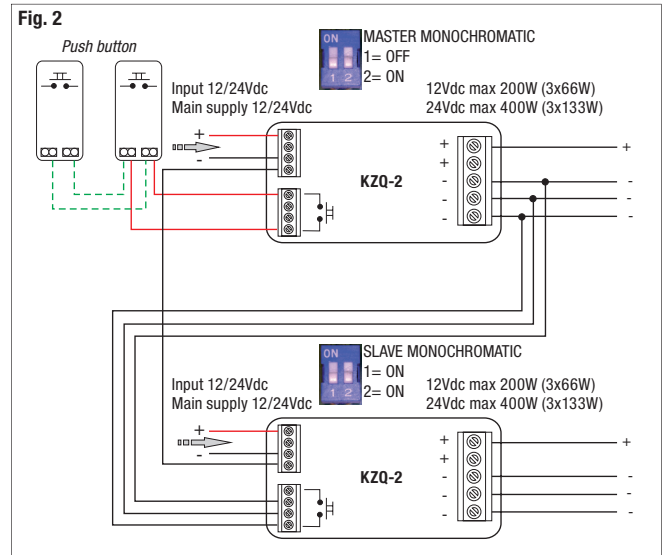 Fig. 2
Push button
ON
1 2
MASTER MONOCHROMATIC
1= OFF
2= ON
Input 12/24Vdc
Main supply 12/24Vdc
12Vdc max 200W (3x66W)
24Vdc max 400W (3x133W)
+
-
KZQ-2
+
+
-
-
-
+
-
-
-
ON
1 2
SLAVE MONOCHROMATIC
1= ON
2= ON
Input 12/24Vdc
Main supply 12/24Vdc
12Vdc max 200W (3x66W)
24Vdc max 400W (3x133W)
+
-
KZQ-2
+
+
-
-
-
+
-
-
-